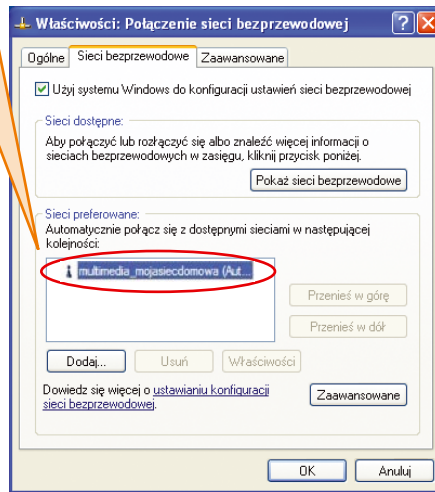 Właściwości: Połączenie sieci bezprzewodowej
Ogólne Sieci bezprzewodowe Zaawansowane
Użyj systemu Windows do konfiguracji ustawień sieci bezprzewodowej
Sieci dostępne:
Aby połączyć lub rozłączyć się albo znaleźć więcej informacji o
sieciach bezprzewodowych w zasięgu, kliknij przycisk poniżej.
Pokaż sieci bezprzewodowe
Sieci preferowane:
Automatycznie połącz się z dostępnymi sieciami w następującej
kolejności:
multimedia_mojasiecdomowa (Aut...
Przenieś w górę
Przenieś w dół
Dodaj... Usuń Właściwości
Dowiedz się więcej o ustawianiu konfiguracji
sieci bezprzewodowej.
Zaawansowane
OK Anuluj